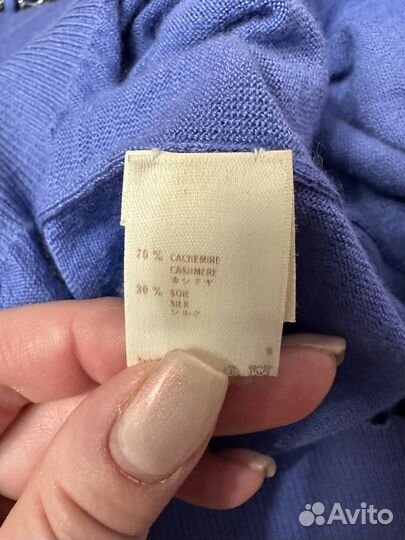 70 % CACHEMIRE
CASHMERE
カシミヤ
30 % SOIE
SILK
シルク
Avito